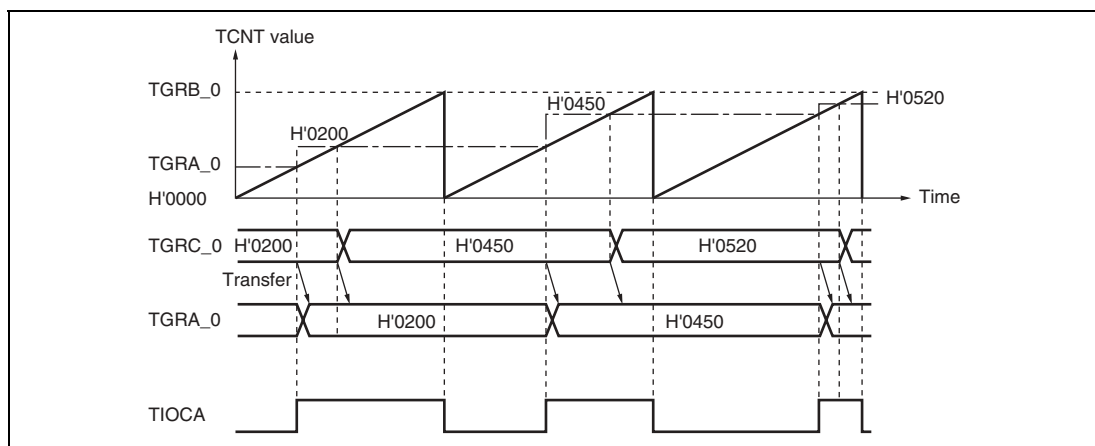 TCNT value
TGRB_0
H'0450
H'0520
H'0200
TGRA_0
H'0000
Time
TGRC_0
H'0200
H'0450
H'0520
Transfer
TGRA_0
H'0200
H'0450
TIOCA